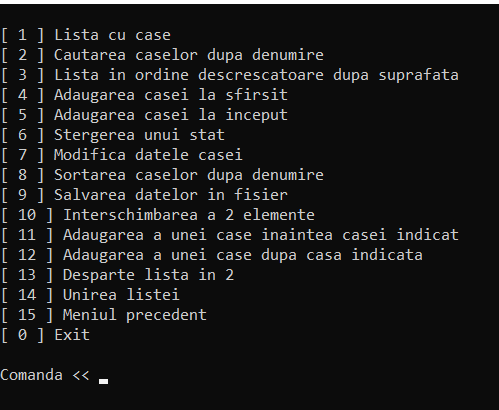 [ 1 ] Lista cu case
[ 2 ] Cautarea caselor dupa denumire
[ 3 ] Lista in ordine descrescatoare dupa suprafata
[ 4 ] Adaugarea casei la sfirsit
[ 5 ] Adaugarea casei la inceput
[ 6 ] Stergerea unui stat
[ 7 ] Modifica datele casei
[ 8 ] Sortarea caselor dupa denumire
[ 9 ] Salvarea datelor in fisier
[ 10 ] Interschimbarea a 2 elemente
[ 11 ] Adaugarea a unei case inaintea casei indicat
[ 12 ] Adaugarea a unei case dupa casa indicata
[ 13 ] Desparte lista in 2
[ 14 ] Unirea listei
[ 15 ] Meniul precedent
[ 0 ] Exit
Comanda <<